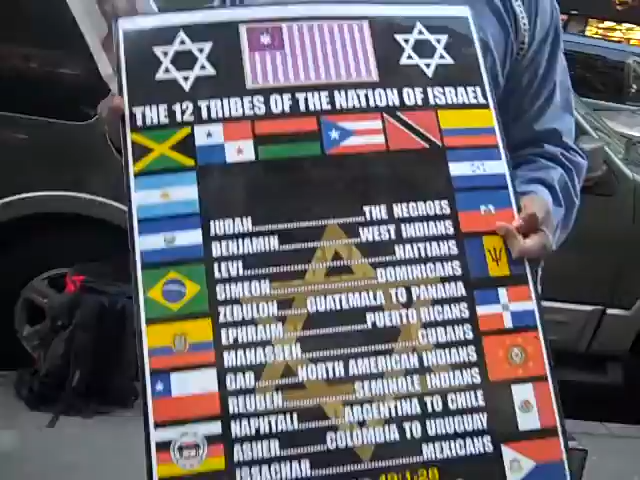 THE 12 TRIBES OF THE NATION OF ISRAEL
JUDAH THE NEGROES
BENJAMIN WEST INDIANS
LEVI HAITIANS
SIMEON DOMINICANS
ZEBULON GUATEMALA TO PANAMA
EPHRAIM PUERTO RICANS
MANASSEH CUBANS
GAD NORTH AMERICAN INDIANS
REUBEN SEMINOLE INDIANS
NAPHTALI ARGENTINA TO CHILE
ASHER COLOMBIA TO URUGUAY
ISSACHAR MEXICANS